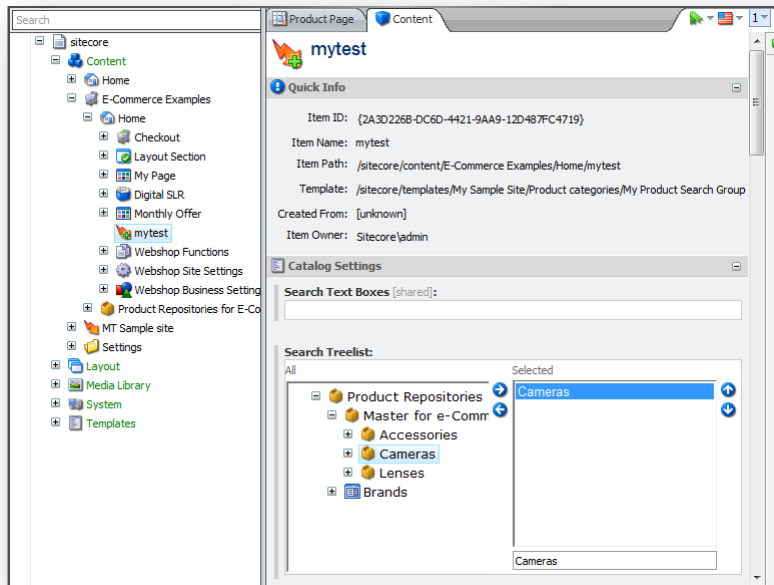 Search
sitecore
Content
Home
E-Commerce Examples
Home
Checkout
Layout Section
My Page
Digital SLR
Monthly Offer
mytest
Webshop Functions
Webshop Site Settings
Webshop Business Setting
Product Repositories for E-Co
MT Sample site
Settings
Layout
Media Library
System
Templates
Product Page
Content
1
mytest
Quick Info
Item ID: {2A3D226B-DC6D-4421-9AA9-12D487FC4719}
Item Name: mytest
Item Path: /sitecore/content/E-Commerce Examples/Home/mytest
Template: /sitecore/templates/My Sample Site/Product categories/My Product Search Group
Created From: [unknown]
Item Owner: Sitecore\admin
Catalog Settings
Search Text Boxes [shared]:
Search Treelist:
All
Selected
Product Repositories
Master for e-Comm
Accessories
Cameras
Lenses
Brands
Cameras
Cameras